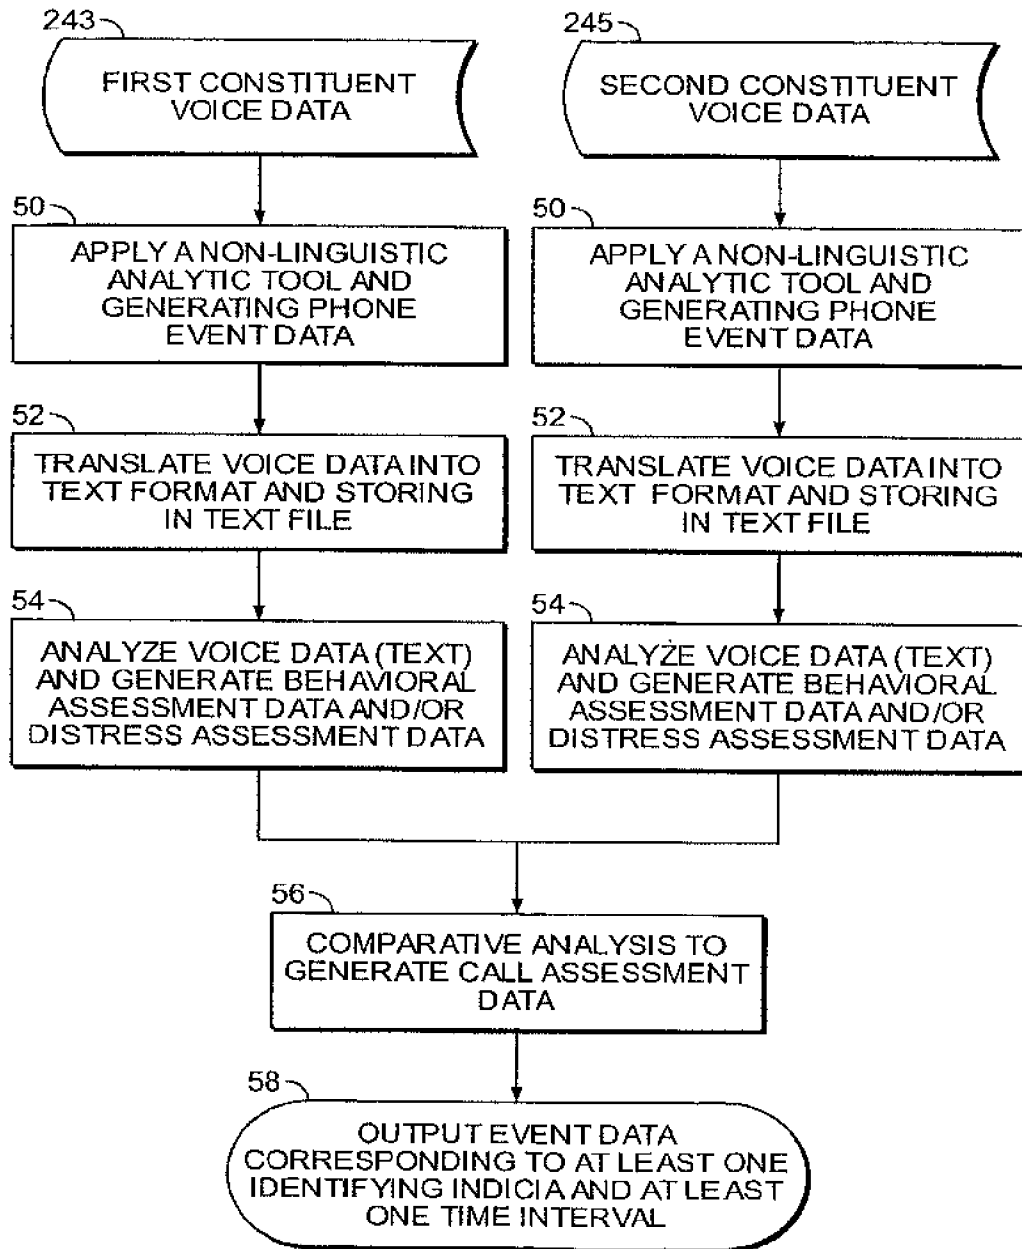 243
FIRST CONSTITUENT
VOICE DATA
245
SECOND CONSTITUENT
VOICE DATA
50
APPLY A NON-LINGUISTIC
ANALYTIC TOOL AND
GENERATING PHONE
EVENT DATA
50
APPLY A NON-LINGUISTIC
ANALYTIC TOOL AND
GENERATING PHONE
EVENT DATA
52
TRANSLATE VOICE DATA INTO
TEXT FORMAT AND STORING
IN TEXT FILE
52
TRANSLATE VOICE DATA INTO
TEXT FORMAT AND STORING
IN TEXT FILE
54
ANALYZE VOICE DATA (TEXT)
AND GENERATE BEHAVIORAL
ASSESSMENT DATA AND/OR
DISTRESS ASSESSMENT DATA
54
ANALYZE VOICE DATA (TEXT)
AND GENERATE BEHAVIORAL
ASSESSMENT DATA AND/OR
DISTRESS ASSESSMENT DATA
56
COMPARATIVE ANALYSIS TO
GENERATE CALL ASSESSMENT
DATA
58
OUTPUT EVENT DATA
CORRESPONDING TO AT LEAST ONE
IDENTIFYING INDICIA AND AT LEAST
ONE TIME INTERVAL